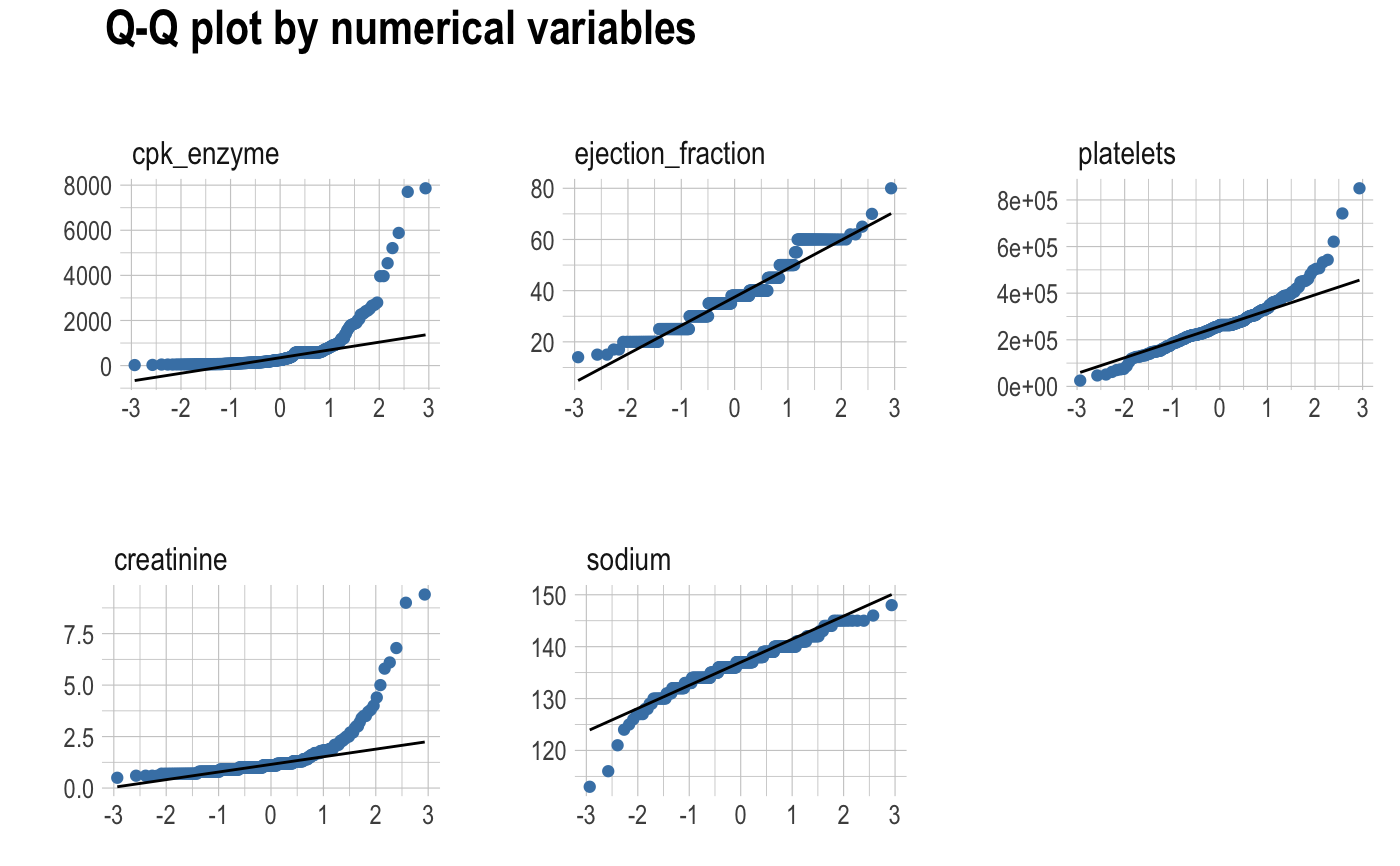 Q-Q plot by numerical variables
cpk_enzyme
8000
6000
4000
2000
0
-3 -2 -1 0 1 2 3
ejection_fraction
80
60
40
20
-3 -2 -1 0 1 2 3
platelets
8e+05
6e+05
4e+05
2e+05
0e+00
-3 -2 -1 0 1 2 3
creatinine
7.5
5.0
2.5
0.0
-3 -2 -1 0 1 2 3
sodium
150
140
130
120
-3 -2 -1 0 1 2 3